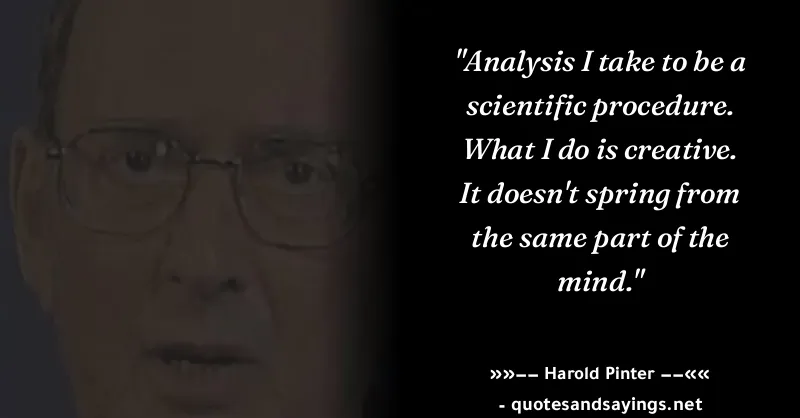 "Analysis I take to be a
scientific procedure.
What I do is creative.
It doesn't spring from
the same part of the
mind."
»»−− Harold Pinter −−««
- quotesandsayings.net